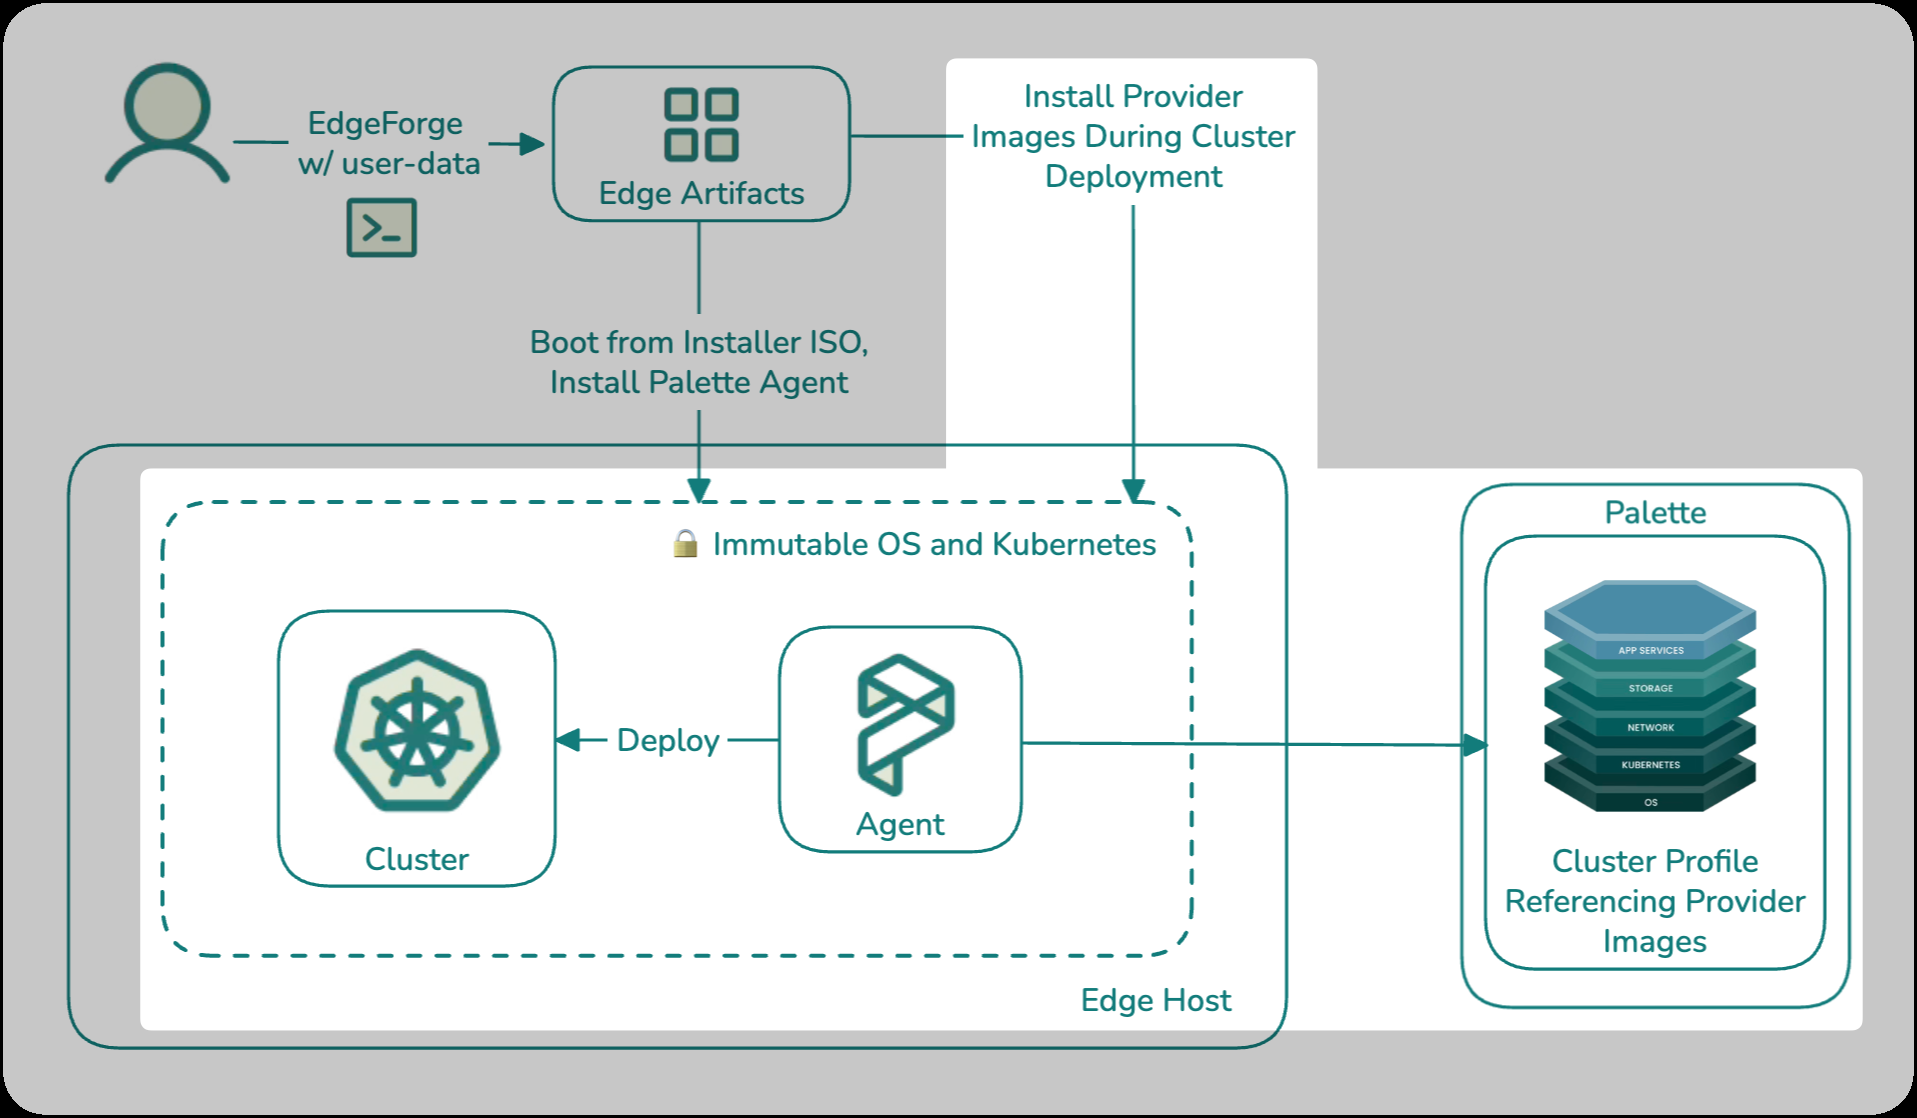 EdgeForge
w/ user-data
>_
Edge Artifacts
Install Provider
Images During Cluster
Deployment
Boot from Installer ISO,
Install Palette Agent
Immutable OS and Kubernetes
Cluster
Deploy
Agent
Edge Host
Palette
APP SERVICES
STORAGE
NETWORK
KUBERNETES
OS
Cluster Profile
Referencing Provider
Images